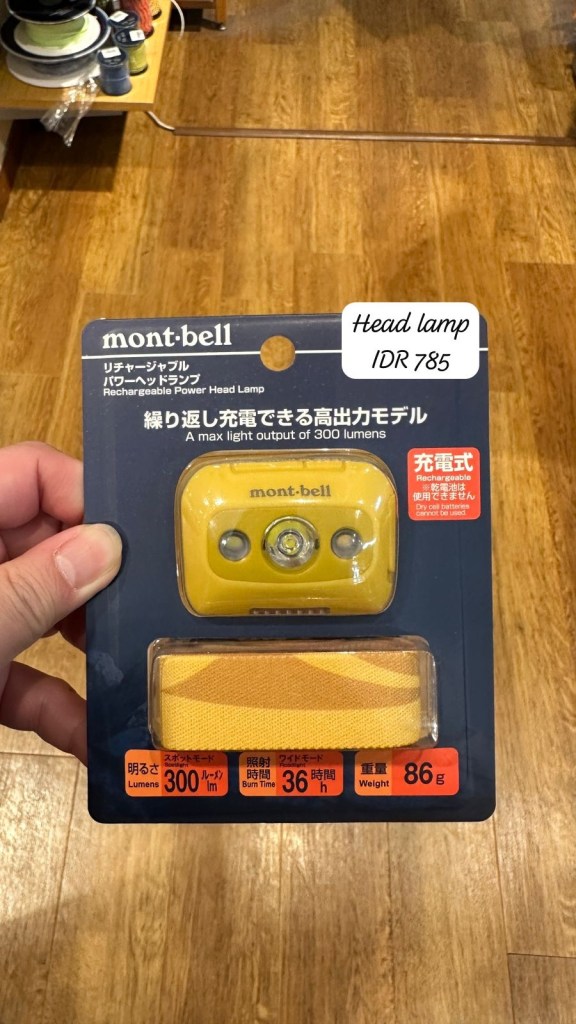 Head lamp
IDR 785
mont-bell
リチャージャブル
パワーヘッドランプ
Rechargeable Power Head Lamp
繰り返し充電できる高出力モデル
A max light output of 300 lumens
充電式
Rechargeable
※乾電池は
使用できません
Dry cell batteries
cannot be used.
mont-bell
明るさ
Lumens
スポットモード
300 ルーメン
lm
照射
時間
Burn Time
ワイドモード
36 時間
h
重量
Weight
86g